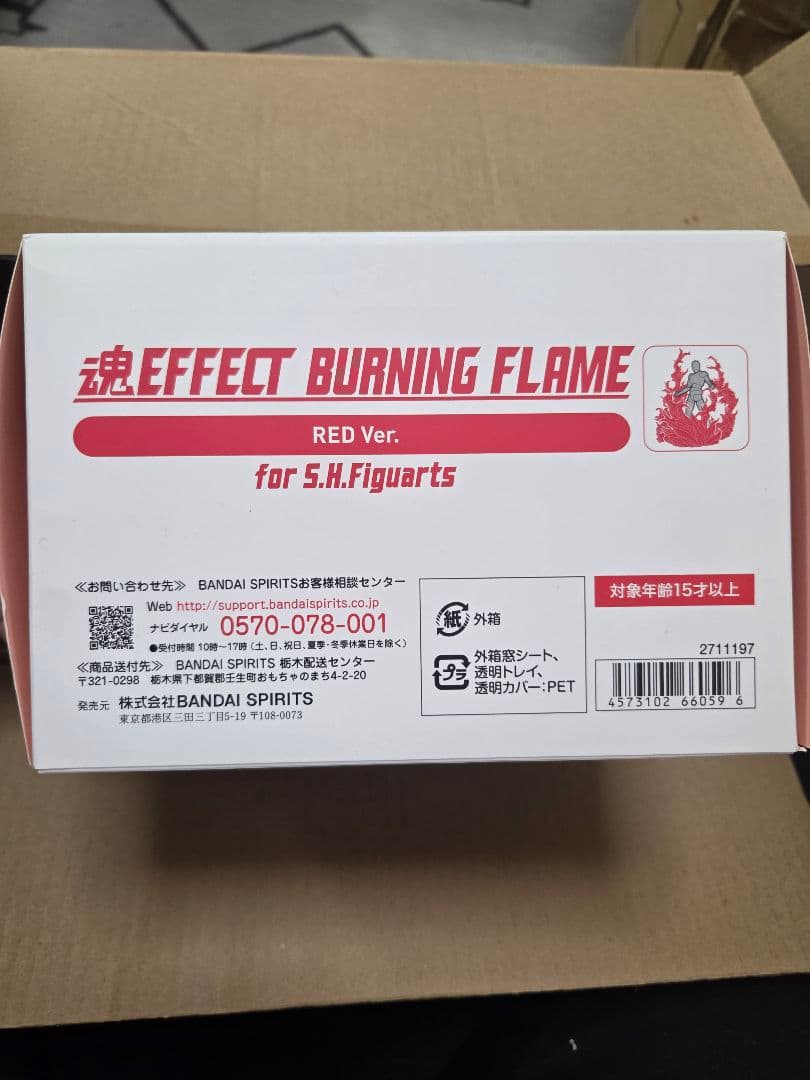 魂EFFECT BURNING FLAME
RED Ver.
for S.H.Figuarts
≪お問い合わせ先≫ BANDAI SPIRITSお客様相談センター
Web http://support.bandaispirits.co.jp
ナビダイヤル 0570-078-001
●受付時間 10時～17時 (土、日、祝日、夏季・冬季休業日を除く)
≪商品送付先≫ BANDAI SPIRITS 栃木配送センター
〒321-0298 栃木県下都賀郡壬生町おもちゃのまち4-2-20
発売元 株式会社BANDAI SPIRITS
東京都港区三田三丁目5-19 〒108-0073
紙 外箱
プラ 外箱窓シート、
透明トレイ、
透明カバー：PET
対象年齢15才以上
2711197
4573102 66059 6